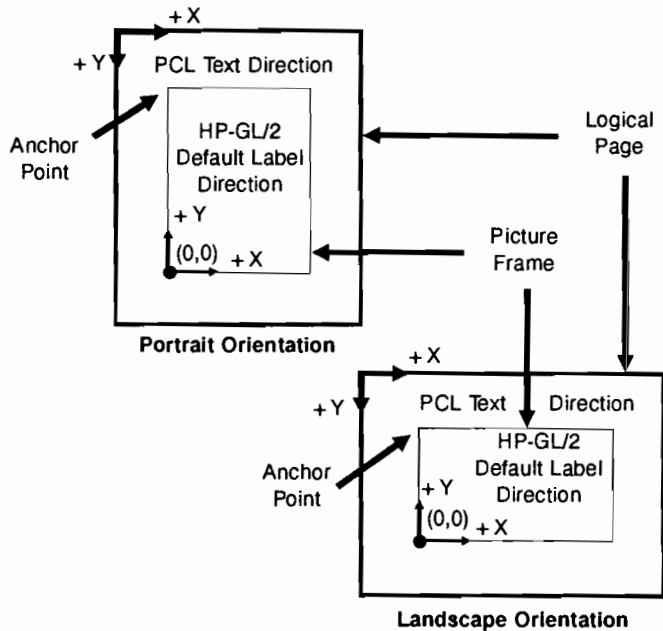 + X
+ Y
PCL Text Direction
Anchor
Point
HP-GL/2
Default Label
Direction
+ Y
(0,0)
+ X
Logical
Page
Picture
Frame
Portrait Orientation
+ X
+ Y
PCL Text Direction
Anchor
Point
HP-GL/2
Default Label
Direction
+ Y
(0,0)
+ X
Landscape Orientation